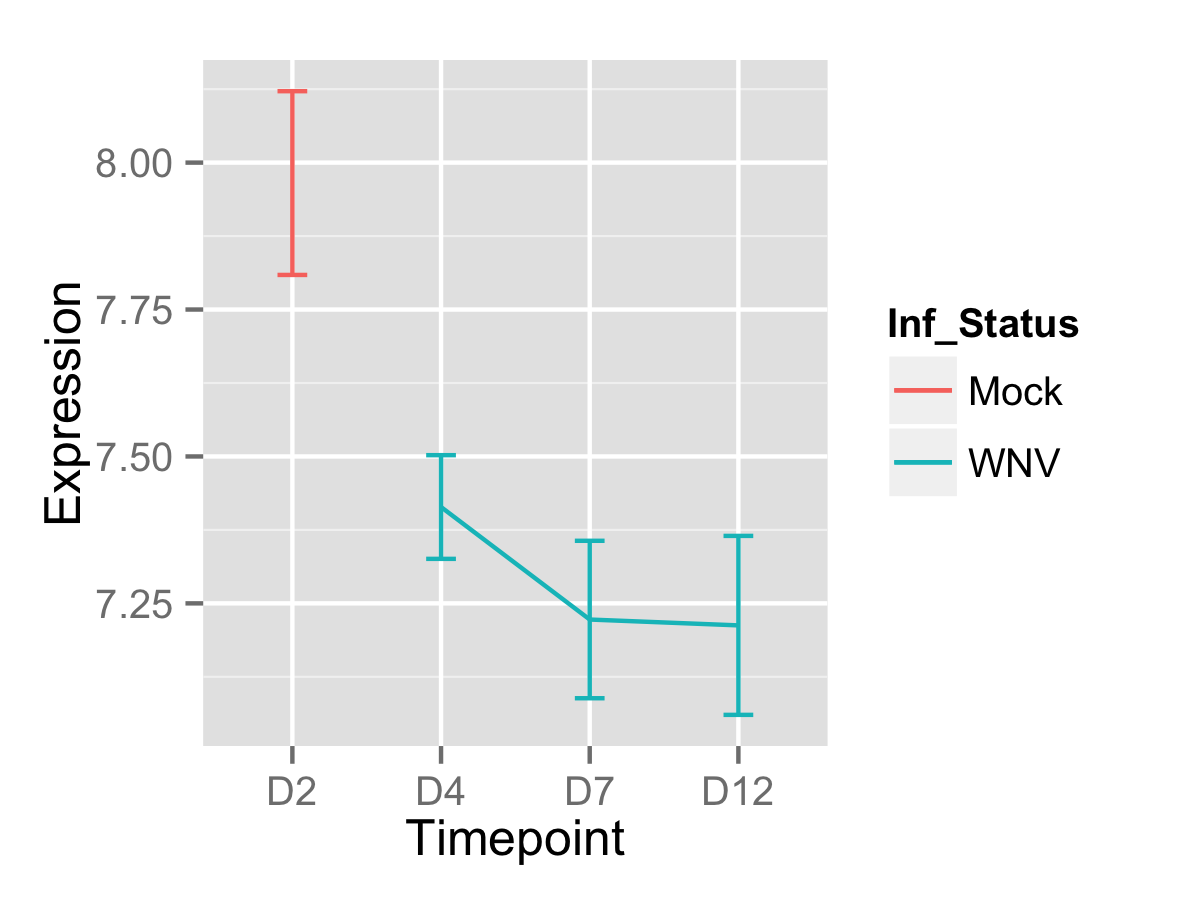 8.00
7.75
7.50
7.25
Expression
D2 D4 D7 D12
Timepoint
Inf_Status
Mock
WNV